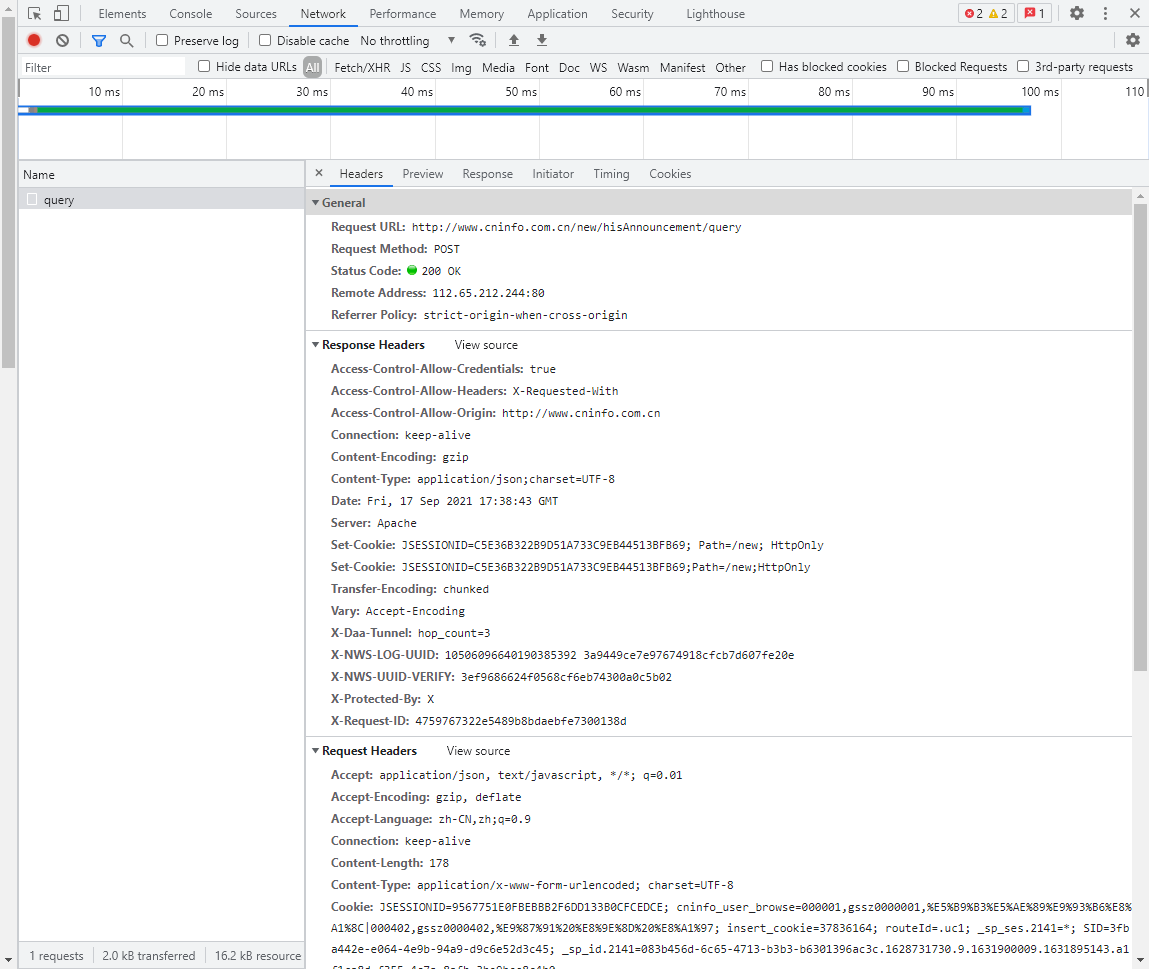 Elements Console Sources Network Performance Memory Application Security Lighthouse 2 2 1
Preserve log Disable cache No throttling
Filter Hide data URLs All Fetch/XHR JS CSS Img Media Font Doc WS Wasm Manifest Other Has blocked cookies Blocked Requests 3rd-party requests
10 ms 20 ms 30 ms 40 ms 50 ms 60 ms 70 ms 80 ms 90 ms 100 ms 110
Name
query
Headers Preview Response Initiator Timing Cookies
General
Request URL: http://www.cninfo.com.cn/new/hisAnnouncement/query
Request Method: POST
Status Code: 200 OK
Remote Address: 112.65.212.244:80
Referrer Policy: strict-origin-when-cross-origin
Response Headers View source
Access-Control-Allow-Credentials: true
Access-Control-Allow-Headers: X-Requested-With
Access-Control-Allow-Origin: http://www.cninfo.com.cn
Connection: keep-alive
Content-Encoding: gzip
Content-Type: application/json;charset=UTF-8
Date: Fri, 17 Sep 2021 17:38:43 GMT
Server: Apache
Set-Cookie: JSESSIONID=C5E36B322B9D51A733C9EB44513BFB69; Path=/new; HttpOnly
Set-Cookie: JSESSIONID=C5E36B322B9D51A733C9EB44513BFB69;Path=/new;HttpOnly
Transfer-Encoding: chunked
Vary: Accept-Encoding
X-Daa-Tunnel: hop_count=3
X-NWS-LOG-UUID: 10506096640190385392 3a9449ce7e97674918cfcb7d607fe20e
X-NWS-UUID-VERIFY: 3ef9686624f0568cf6eb74300a0c5b02
X-Protected-By: X
X-Request-ID: 4759767322e5489b8bdaebfe7300138d
Request Headers View source
Accept: application/json, text/javascript, */*; q=0.01
Accept-Encoding: gzip, deflate
Accept-Language: zh-CN,zh;q=0.9
Connection: keep-alive
Content-Length: 178
Content-Type: application/x-www-form-urlencoded; charset=UTF-8
Cookie: JSESSIONID=9567751E0FBEBBB2F6DD133B0CFCEDCE; cninfo_user_browse=000001,gssz0000001,%E5%B9%B3%E5%AE%89%E9%93%B6%E8%
A1%8C|000402,gssz0000402,%E9%87%91%20%E8%9E%8D%20%E8%A1%97; insert_cookie=37836164; routeId=.uc1; _sp_ses.2141=*; SID=3fb
a442e-e064-4e9b-94a9-d9c6e52d3c45; _sp_id.2141=083b456d-6c65-4713-b3b3-b6301396ac3c.1628731730.9.1631900009.1631895143.a1
1 requests 2.0 kB transferred 16.2 kB resource